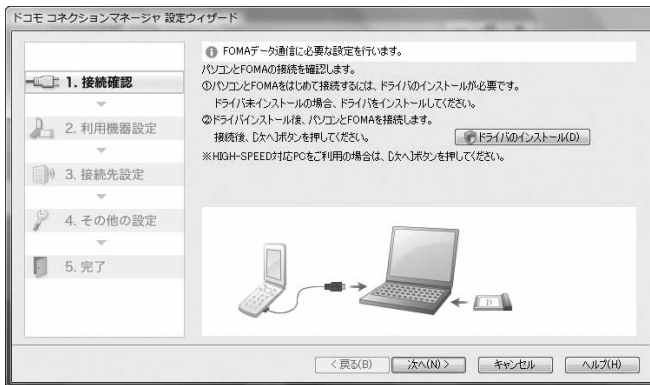 ドコモ コネクションマネージャ 設定ウィザード
FOMAデータ通信に必要な設定を行います。
1. 接続確認
2. 利用機器設定
3. 接続先設定
4. その他の設定
5. 完了
パソコンとFOMAの接続を確認します。
①パソコンとFOMAをはじめて接続するには、ドライバのインストールが必要です。
ドライバ未インストールの場合、ドライバをインストールしてください。
②ドライバインストール後、パソコンとFOMAを接続します。
接続後、[次へ]ボタンを押してください。
ドライバのインストール(D)
※HIGH-SPEED対応PCをご利用の場合は、[次へ]ボタンを押してください。
< 戻る(B)
次へ(N) >
キャンセル
ヘルプ(H)